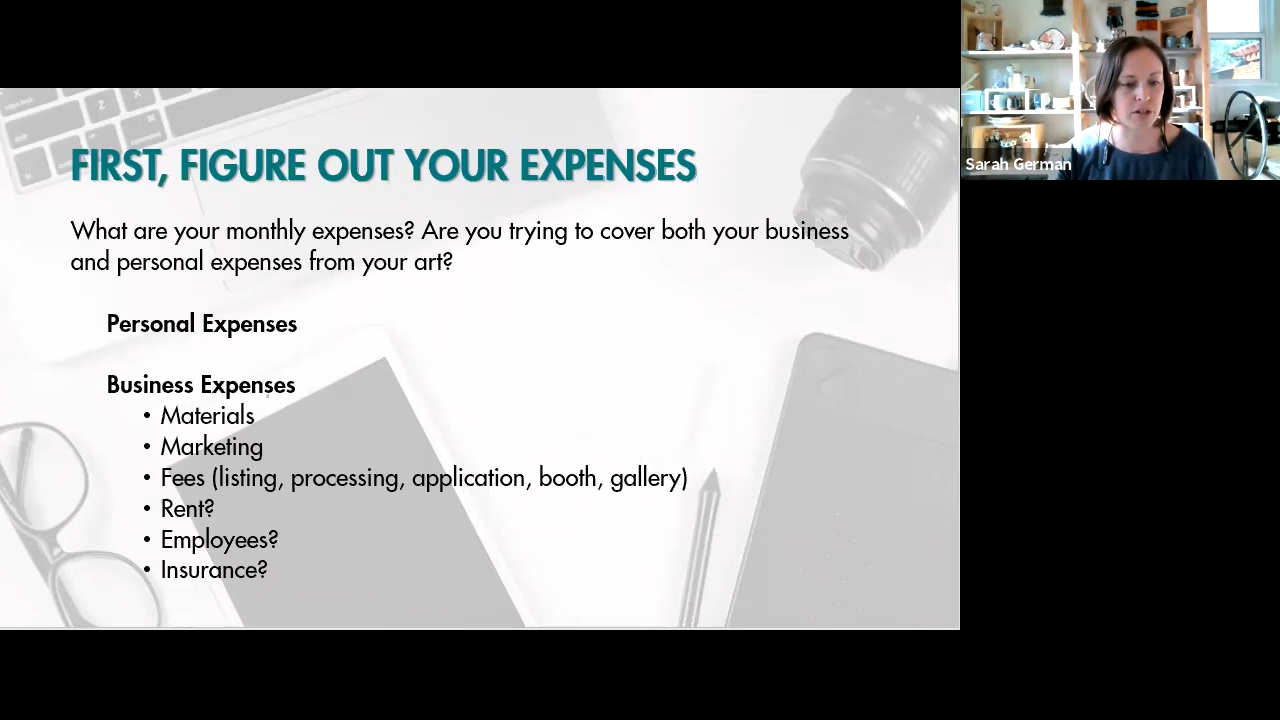 FIRST, FIGURE OUT YOUR EXPENSES
What are your monthly expenses? Are you trying to cover both your business
and personal expenses from your art?
Personal Expenses
Business Expenses
• Materials
• Marketing
• Fees (listing, processing, application, booth, gallery)
• Rent?
• Employees?
• Insurance?
Sarah German